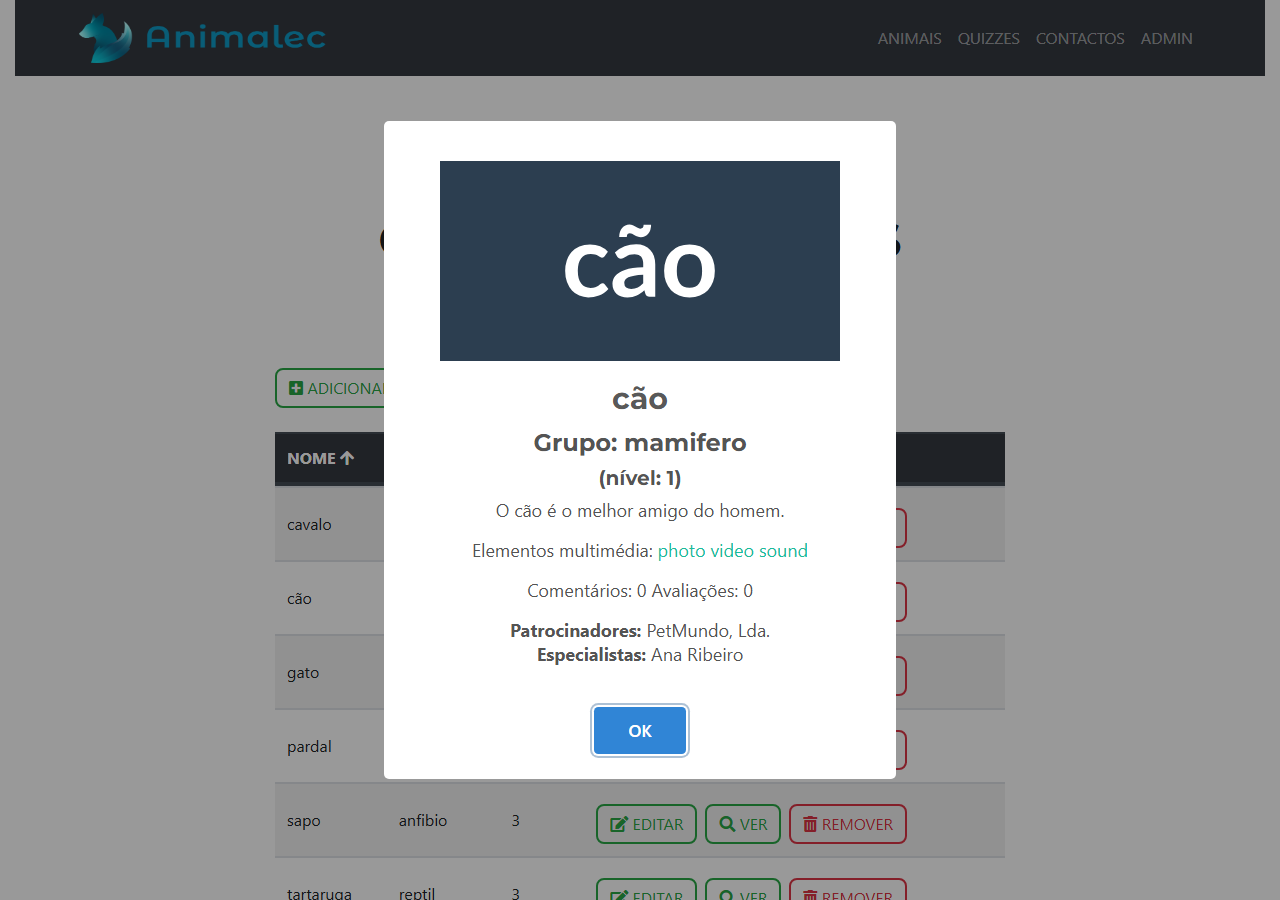 Animalec
ANIMAIS QUIZZES CONTACTOS ADMIN
cão
cão
Grupo: mamifero
(nível: 1)
O cão é o melhor amigo do homem.
Elementos multimédia: photo video sound
Comentários: 0 Avaliações: 0
Patrocinadores: PetMundo, Lda.
Especialistas: Ana Ribeiro
OK
ADICIONA
NOME
cavalo
cão
gato
pardal
sapo anfibio 3 EDITAR VER REMOVER
tartaruga reptil 3 EDITAR VER REMOVER